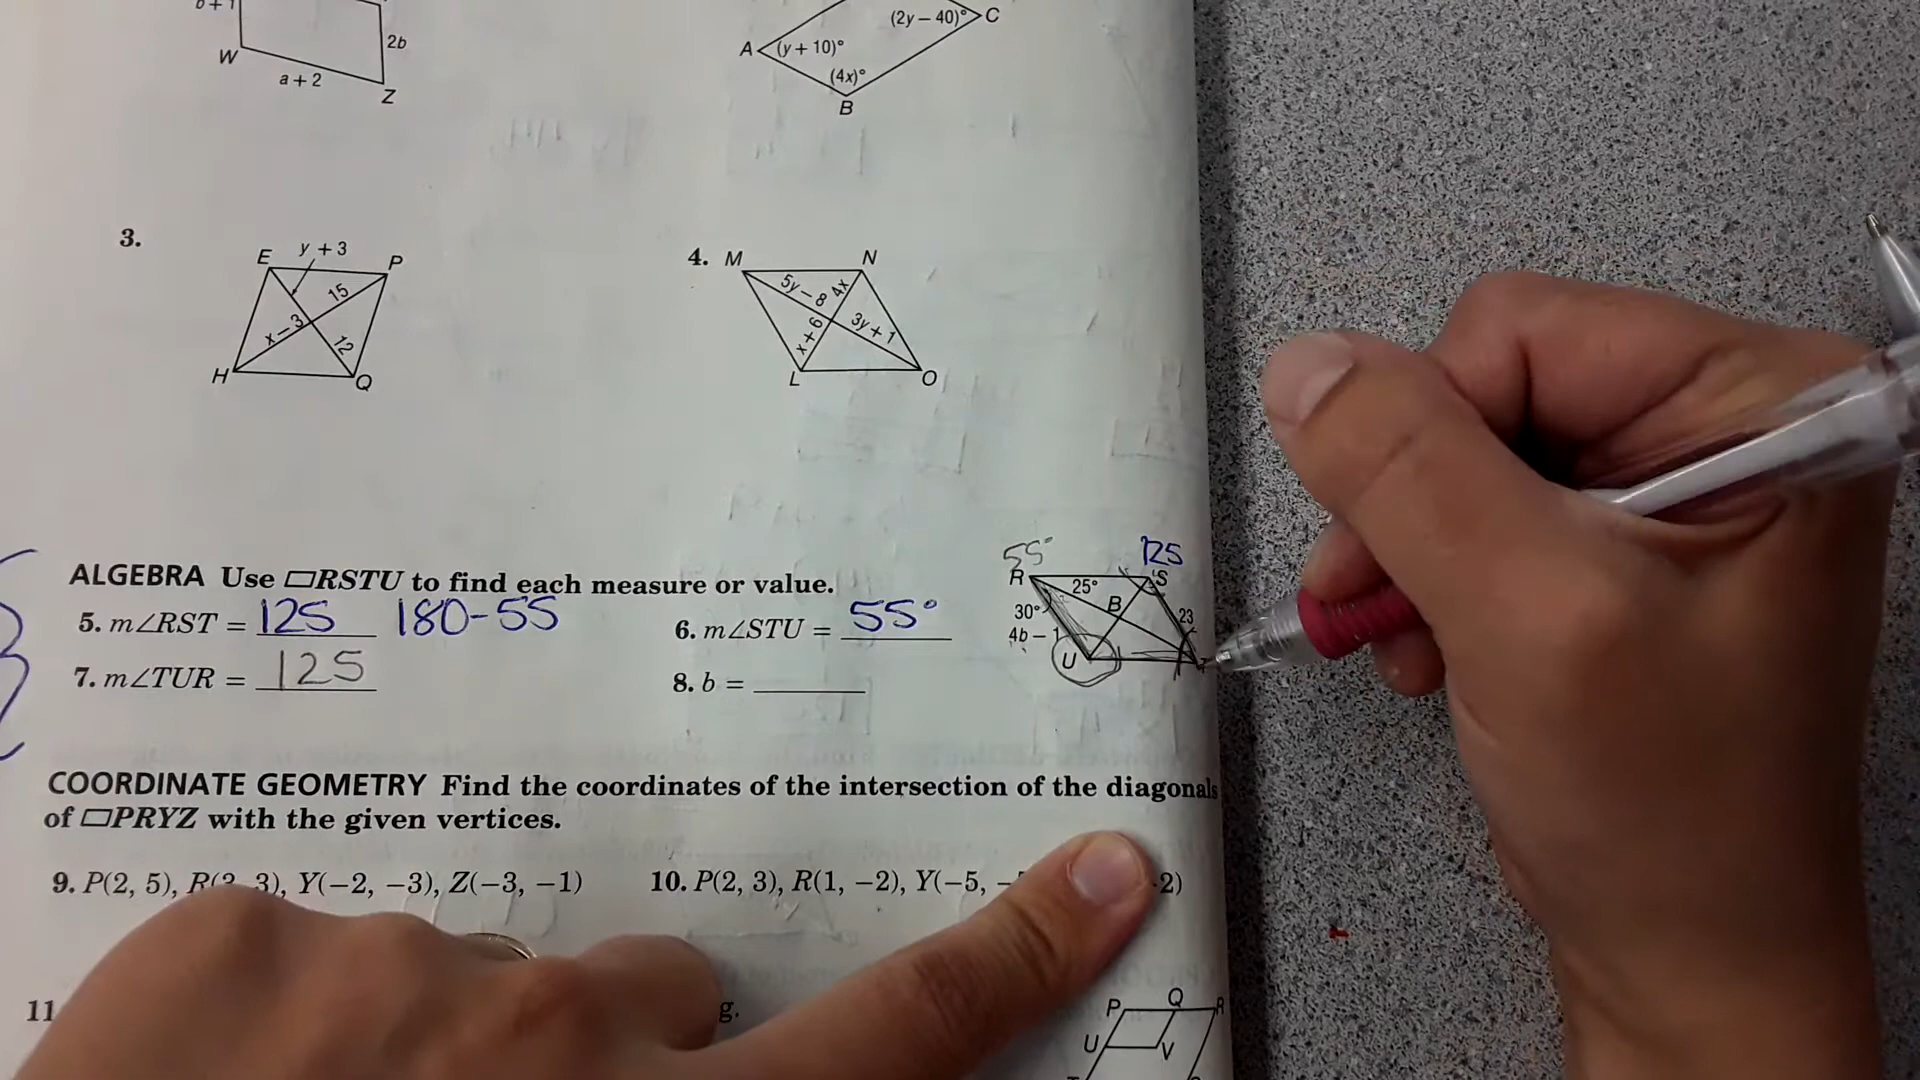 b + 1
W
a + 2
2b
Z
A (y + 10)°
(2y – 40)° C
(4x)°
B
3.
E y + 3 P
15
x – 3
12
H Q
4. M N
5y – 8 4x
x + 6 3y + 1
L O
ALGEBRA Use ▱RSTU to find each measure or value.
5. m∠RST = 125 180-55
6. m∠STU = 55°
7. m∠TUR = 125
8. b =
55° 125
R S
25°
30° B
23
4b – 1
U
COORDINATE GEOMETRY Find the coordinates of the intersection of the diagonals
of ▱PRYZ with the given vertices.
9. P(2, 5), R(3, 3), Y(–2, –3), Z(–3, –1)
10. P(2, 3), R(1, –2), Y(–5, 2)
11
g.
P Q R
U V